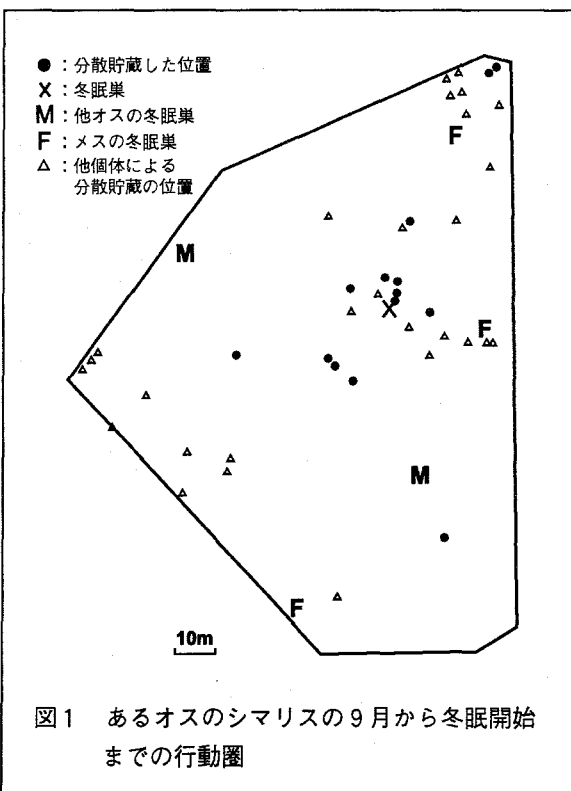 ● : 分散貯蔵した位置
X : 冬眠巣
M : 他オスの冬眠巣
F : メスの冬眠巣
△ : 他個体による
分散貯蔵の位置
F
M
X
F
M
F
10m
図1 あるオスのシマリスの9月から冬眠開始
までの行動圏